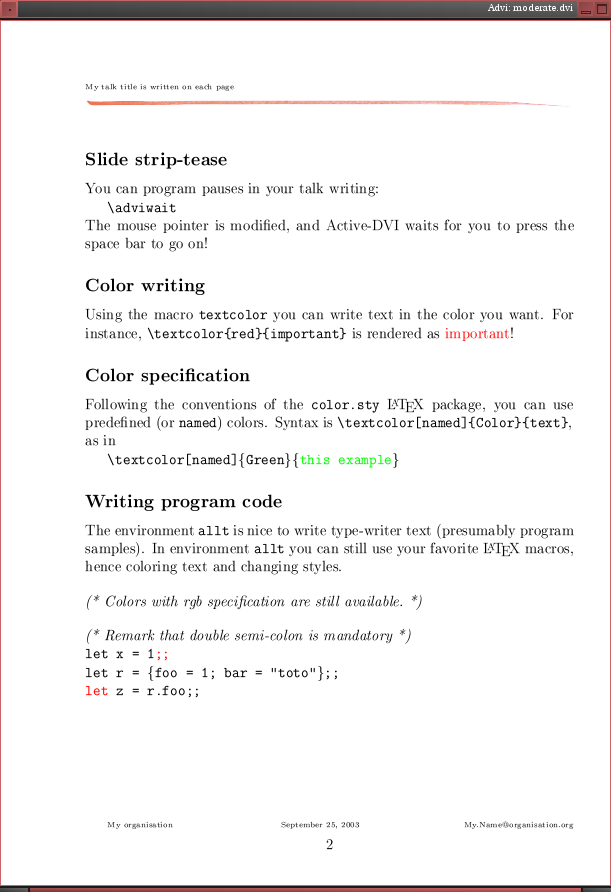 Advi: moderate.dvi
My talk title is written on each page
Slide strip-tease
You can program pauses in your talk writing:
\adviwait
The mouse pointer is modified, and Active-DVI waits for you to press the
space bar to go on!
Color writing
Using the macro textcolor you can write text in the color you want. For
instance, \textcolor{red}{important} is rendered as important!
Color specification
Following the conventions of the color.sty LATEX package, you can use
predefined (or named) colors. Syntax is \textcolor[named]{Color}{text},
as in
\textcolor[named]{Green}{this example}
Writing program code
The environment allt is nice to write type-writer text (presumably program
samples). In environment allt you can still use your favorite LATEX macros,
hence coloring text and changing styles.
(* Colors with rgb specification are still available. *)
(* Remark that double semi-colon is mandatory *)
let x = 1;;
let r = {foo = 1; bar = "toto"};;
let z = r.foo;;
My organisation September 25, 2003 My.Name@organisation.org
2